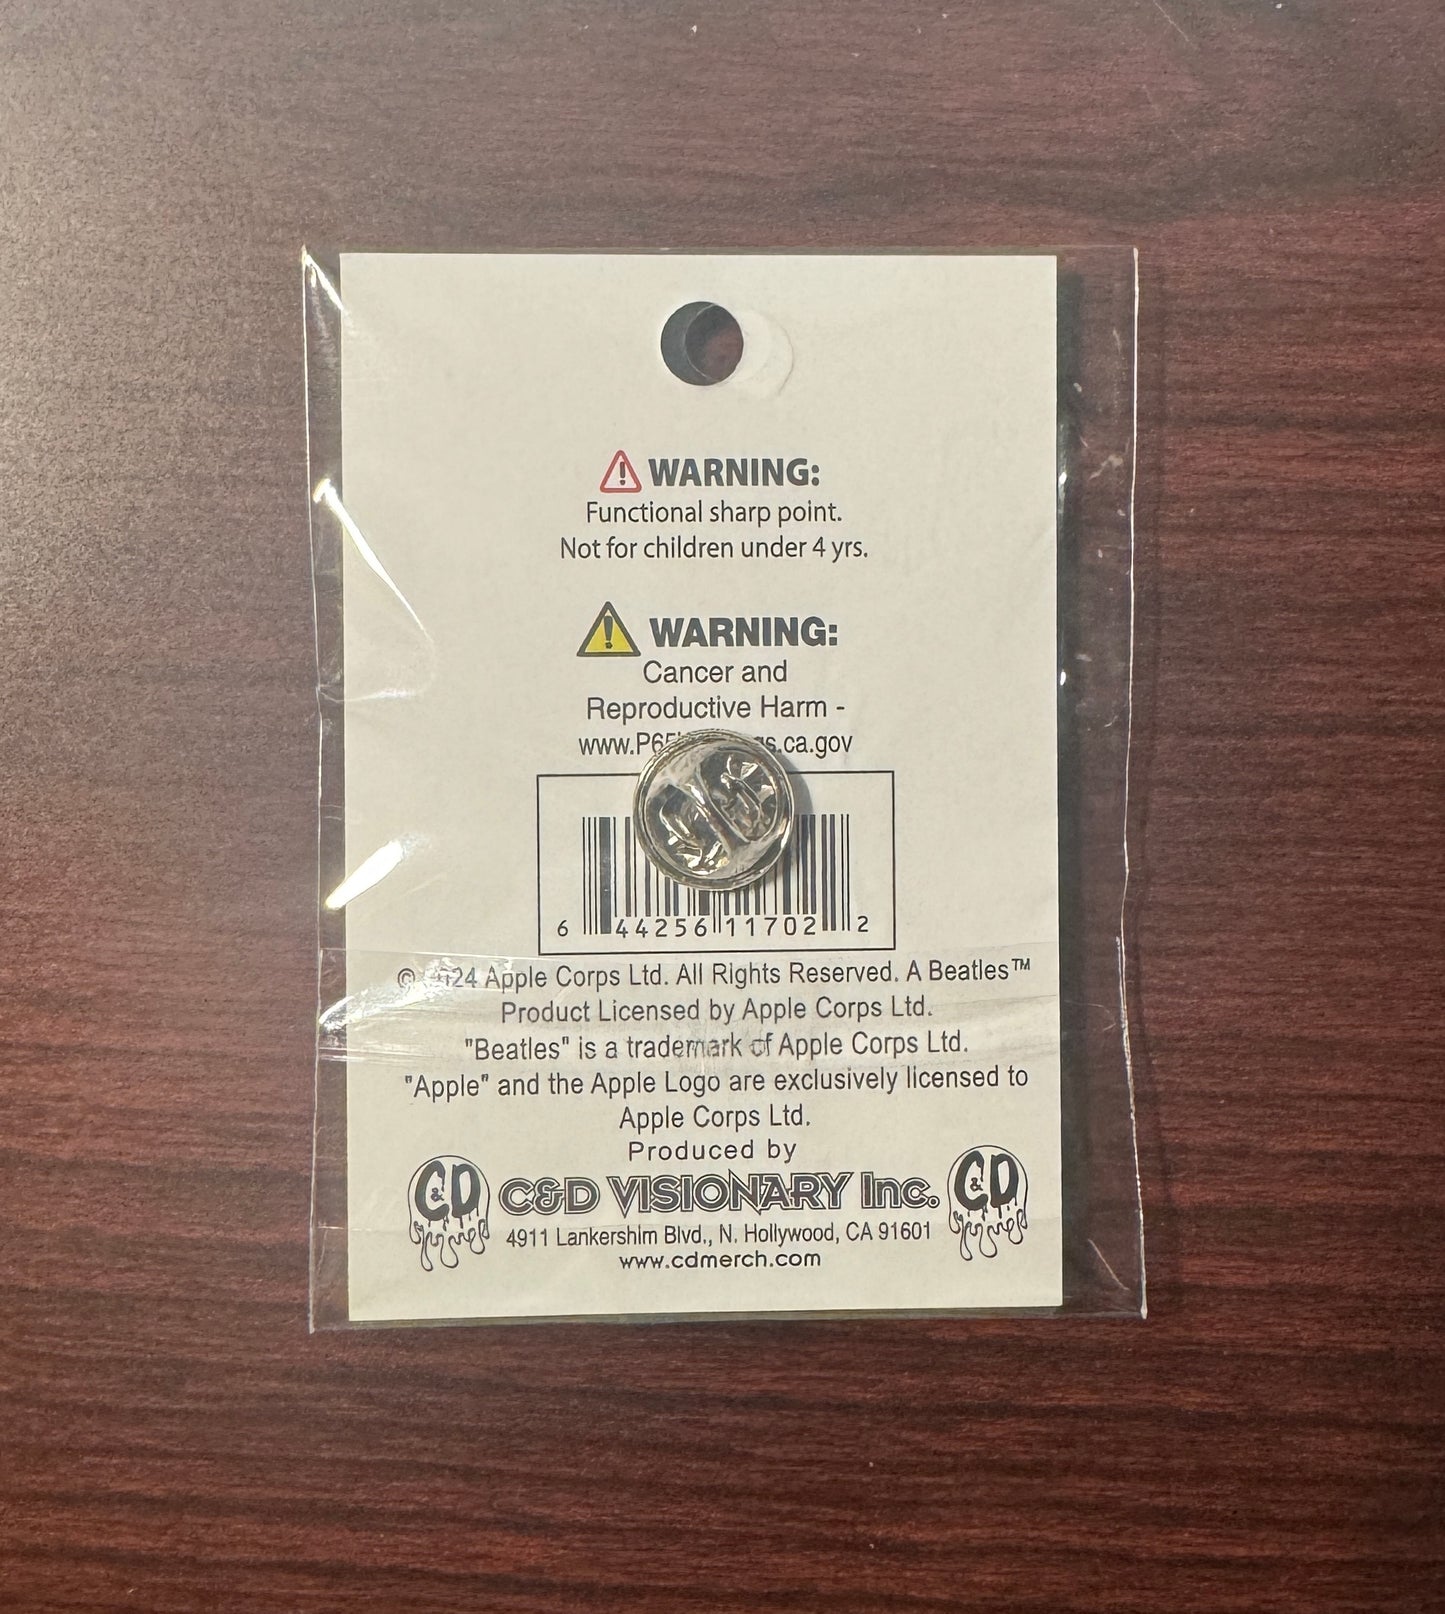 WARNING:
Functional sharp point.
Not for children under 4 yrs.
WARNING:
Cancer and
Reproductive Harm -
6 44256 11702 2
Apple Corps Ltd. All Rights Reserved. A Beatles™
Product Licensed by Apple Corps Ltd.
"Beatles" is a trademark of Apple Corps Ltd.
"Apple" and the Apple Logo are exclusively licensed to
Apple Corps Ltd.
Produced by
C&D
C&D VISIONARY Inc.
C&D
4911 Lankershim Blvd., N. Hollywood, CA 91601
www.cdmerch.com